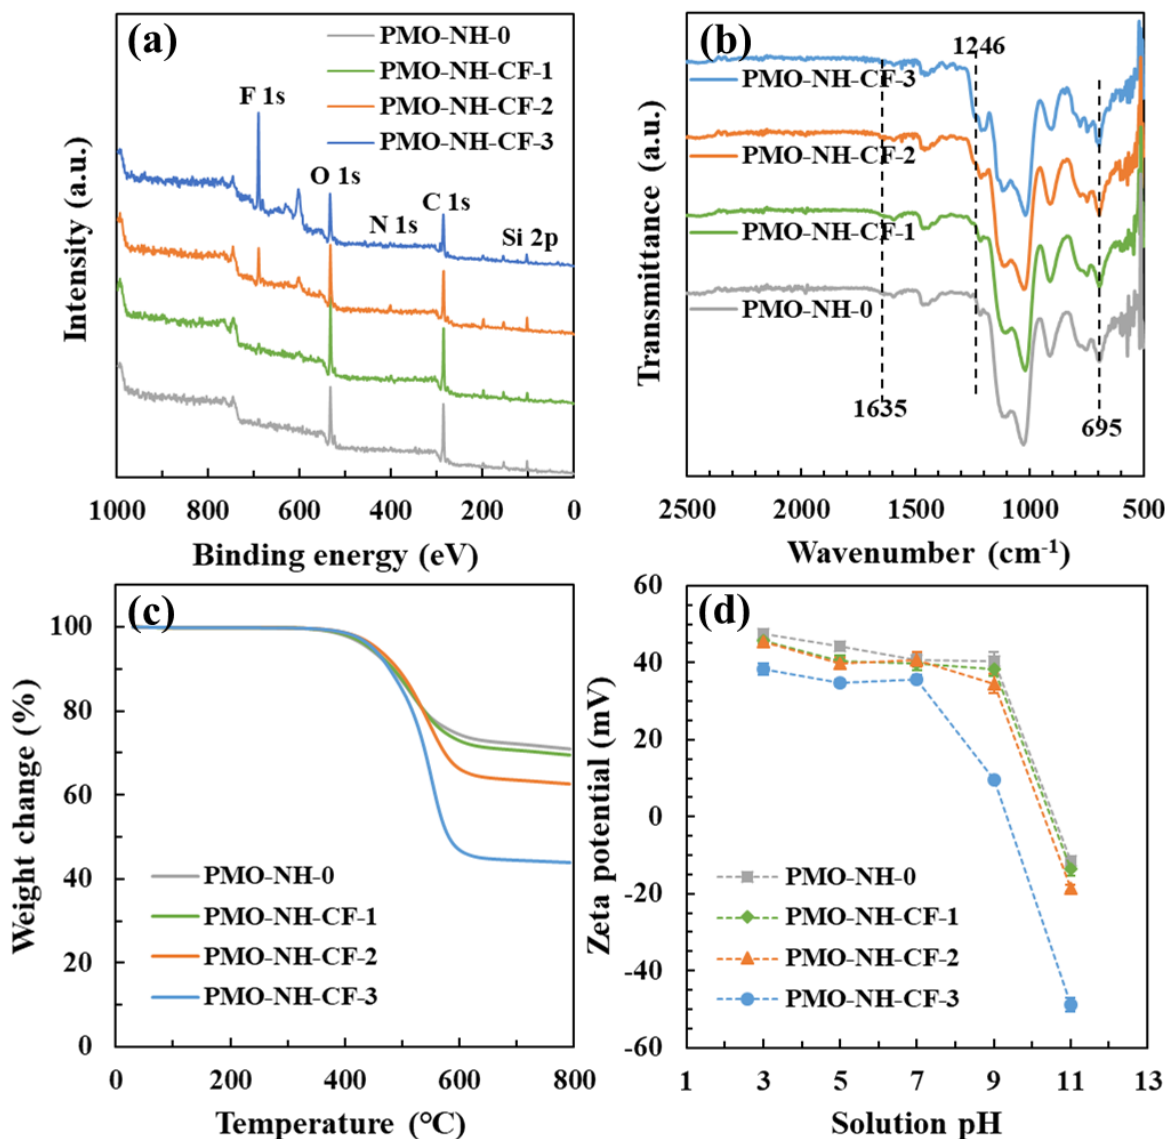 (a)
PMO-NH-0
PMO-NH-CF-1
PMO-NH-CF-2
PMO-NH-CF-3
F 1s
O 1s
N 1s
C 1s
Si 2p
Intensity (a.u.)
1000 800 600 400 200 0
Binding energy (eV)
(b)
1246
PMO-NH-CF-3
PMO-NH-CF-2
PMO-NH-CF-1
PMO-NH-0
1635
695
Transmittance (a.u.)
2500 2000 1500 1000 500
Wavenumber (cm-1)
(c)
100
80
60
40
20
0
Weight change (%)
PMO-NH-0
PMO-NH-CF-1
PMO-NH-CF-2
PMO-NH-CF-3
0 200 400 600 800
Temperature (°C)
(d)
60
40
20
0
-20
-40
-60
Zeta potential (mV)
PMO-NH-0
PMO-NH-CF-1
PMO-NH-CF-2
PMO-NH-CF-3
1 3 5 7 9 11 13
Solution pH